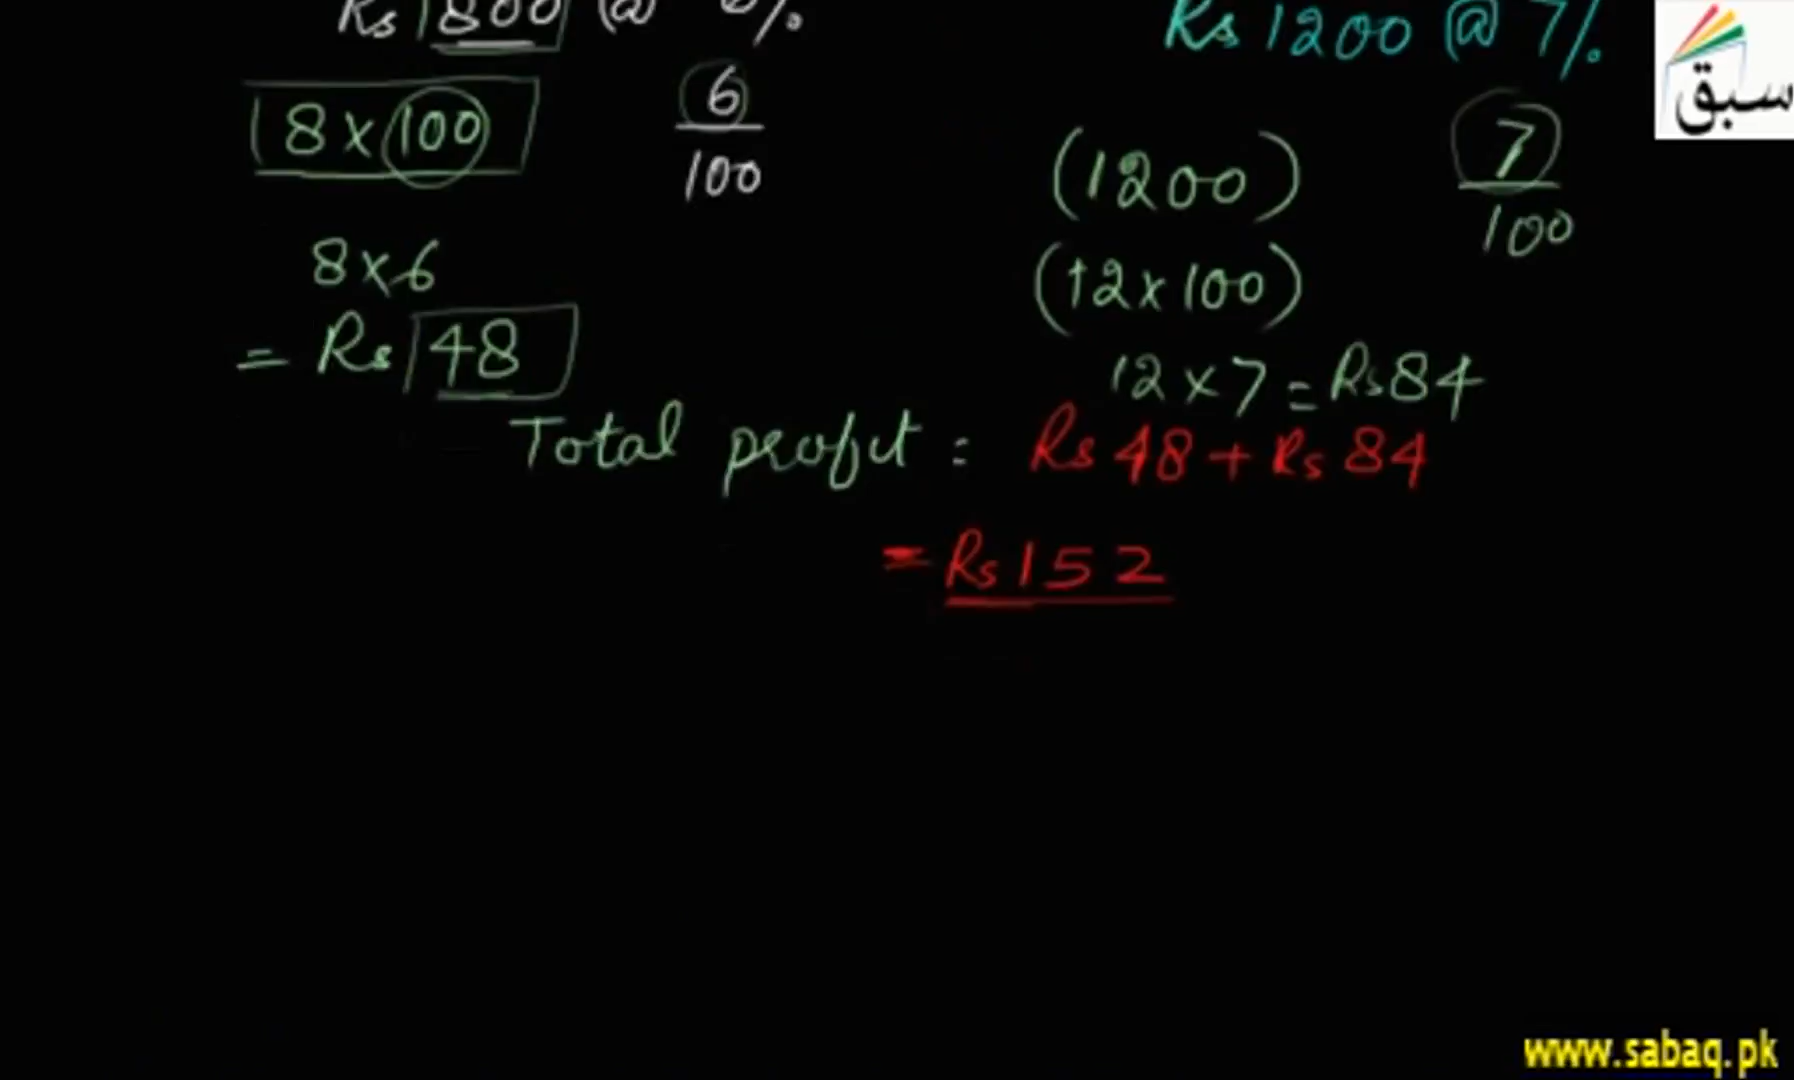 Rs 800 @ 6%
Rs 1200 @ 7%
سبق
8 x 100
6
100
(1200)
7
100
8 x 6
(12 x 100)
= Rs 48
12 x 7 = Rs 84
Total profit : Rs 48 + Rs 84
= Rs 152
www.sabaq.pk